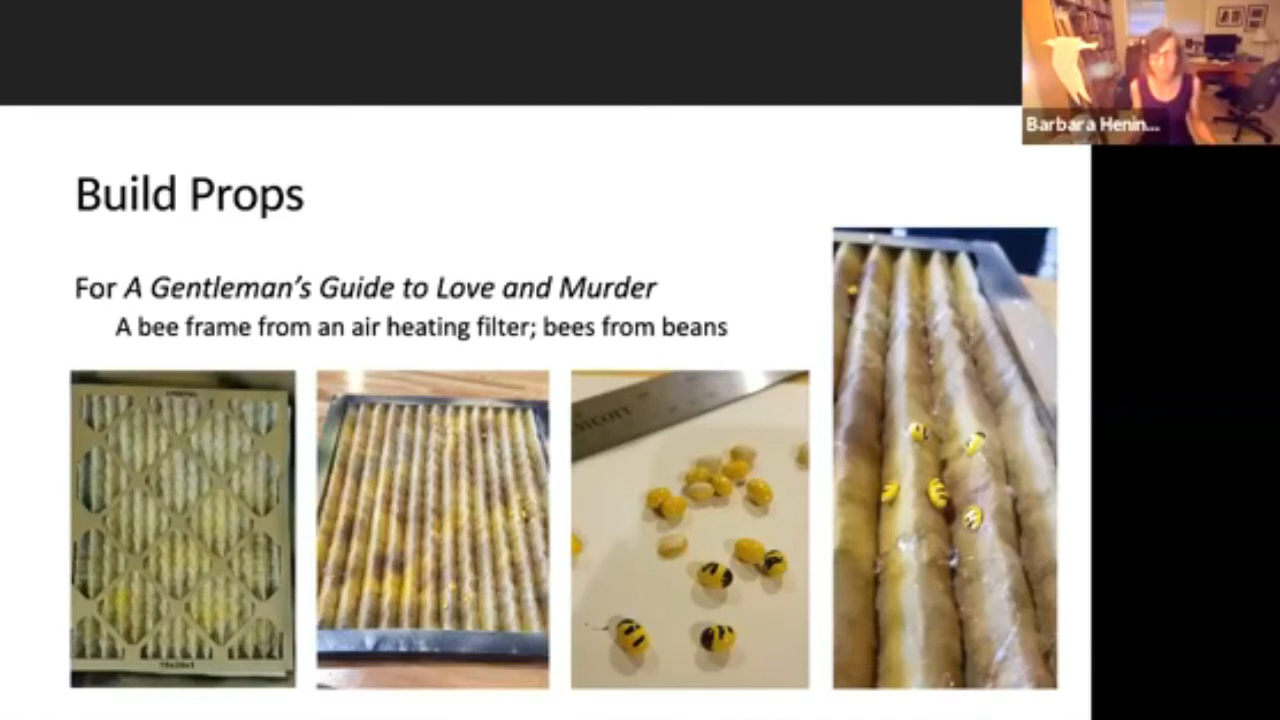 Barbara Henin...
Build Props
For A Gentleman's Guide to Love and Murder
A bee frame from an air heating filter; bees from beans